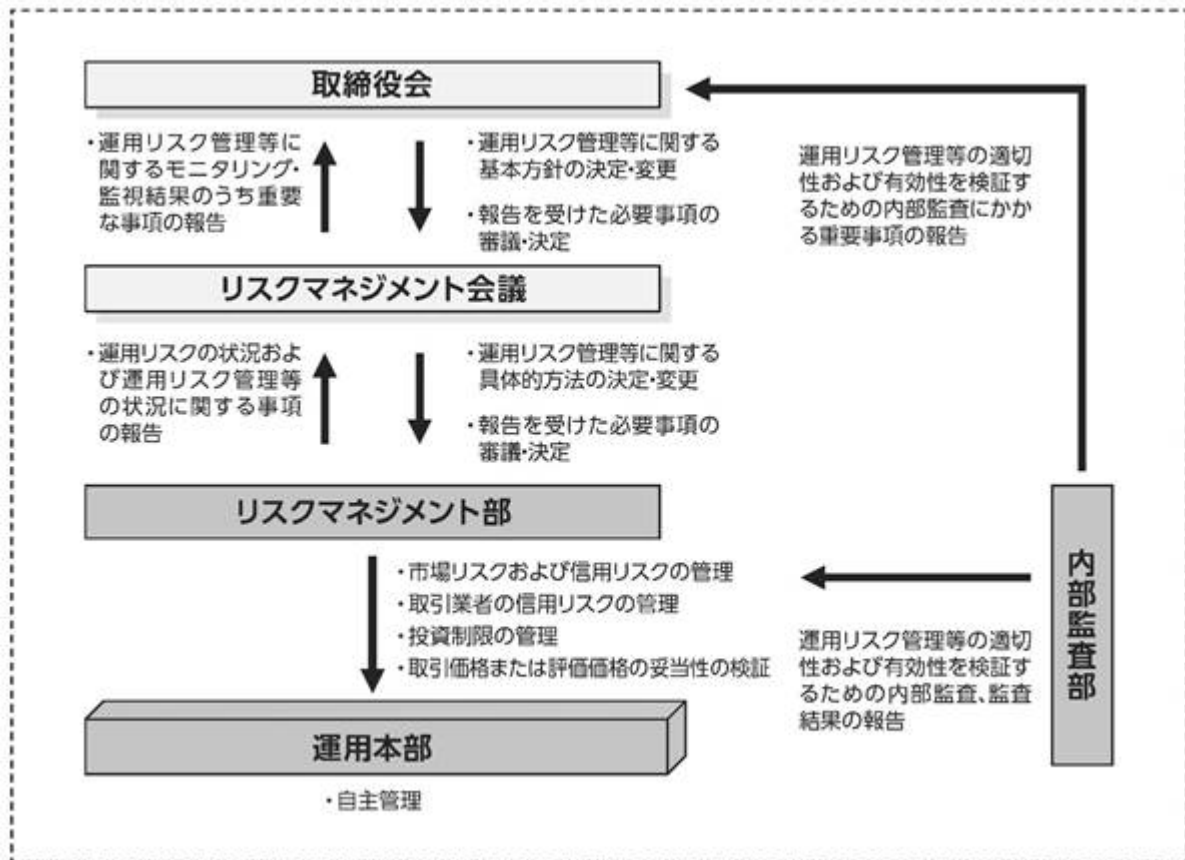 取締役会
・運用リスク管理等に
関するモニタリング・
監視結果のうち重要
な事項の報告
・運用リスク管理等に関する
基本方針の決定・変更
・報告を受けた必要事項の
審議・決定
運用リスク管理等の適切
性および有効性を検証す
るための内部監査にかか
る重要事項の報告
リスクマネジメント会議
・運用リスクの状況およ
び運用リスク管理等
の状況に関する事項
の報告
・運用リスク管理等に関する
具体的方法の決定・変更
・報告を受けた必要事項の
審議・決定
リスクマネジメント部
・市場リスクおよび信用リスクの管理
・取引業者の信用リスクの管理
・投資制限の管理
・取引価格または評価価格の妥当性の検証
内部監査部
運用リスク管理等の適切
性および有効性を検証す
るための内部監査、監査
結果の報告
運用本部
・自主管理